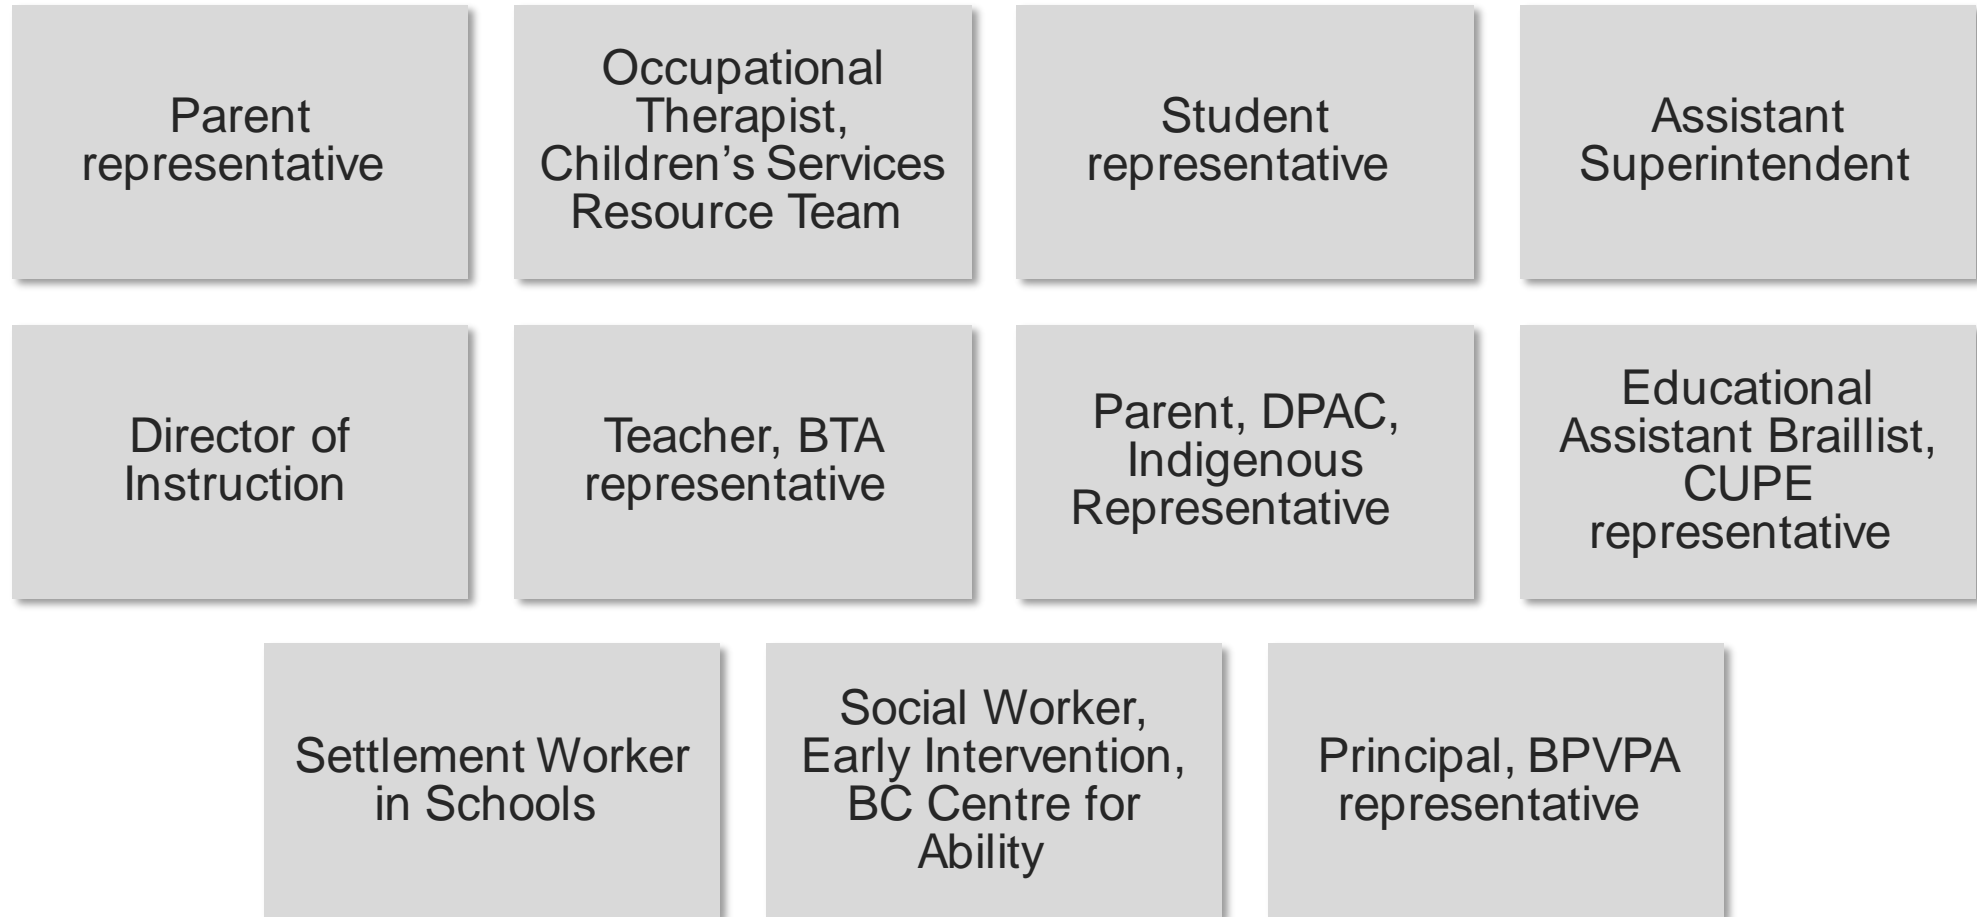 Parent
representative
Occupational
Therapist,
Children’s Services
Resource Team
Student
representative
Assistant
Superintendent
Director of
Instruction
Teacher, BTA
representative
Parent, DPAC,
Indigenous
Representative
Educational
Assistant Braillist,
CUPE
representative
Settlement Worker
in Schools
Social Worker,
Early Intervention,
BC Centre for
Ability
Principal, BPVPA
representative